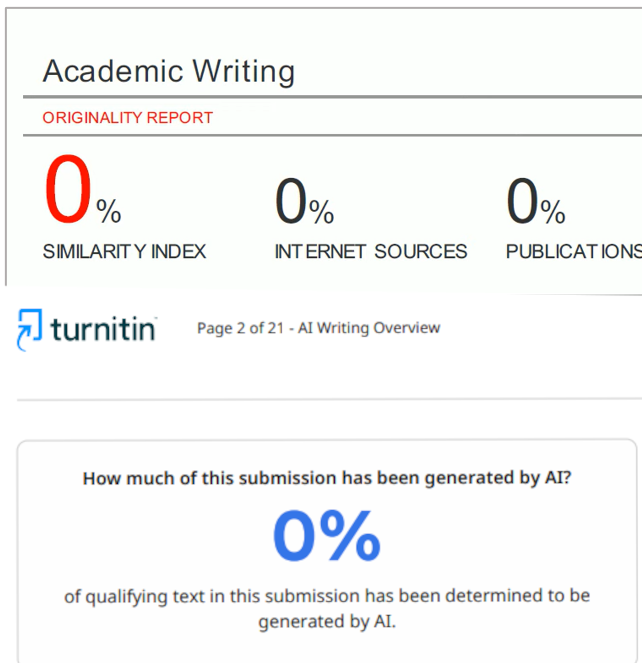 Academic Writing
ORIGINALITY REPORT
0% 0% 0%
SIMILARITY INDEX INTERNET SOURCES PUBLICATIONS
turnitin Page 2 of 21 - AI Writing Overview
How much of this submission has been generated by AI?
0%
of qualifying text in this submission has been determined to be
generated by AI.